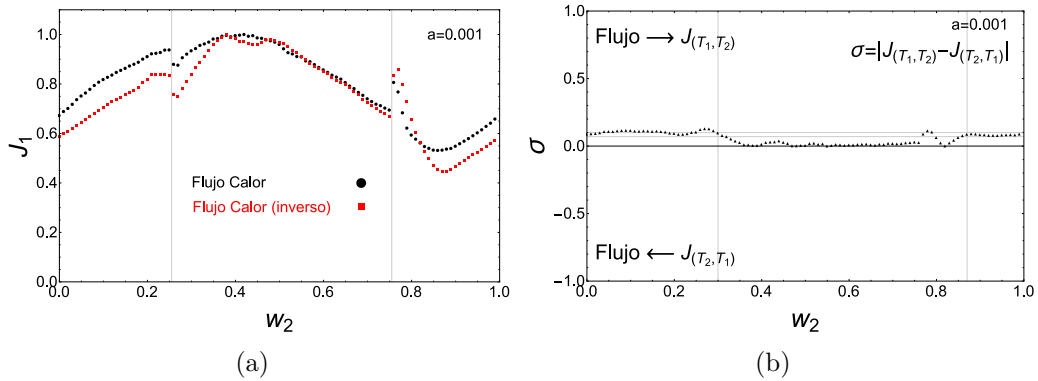 a=0.001
J1
1.0
0.8
0.6
0.4
0.2
0.0
Flujo Calor
Flujo Calor (inverso)
0.0 0.2 0.4 0.6 0.8 1.0
w2
(a)
a=0.001
Flujo ⟶ J(T1,T2)
σ=|J(T1,T2)−J(T2,T1)|
σ
1.0
0.5
0.0
−0.5
−1.0
Flujo ⟵ J(T2,T1)
0.0 0.2 0.4 0.6 0.8 1.0
w2
(b)